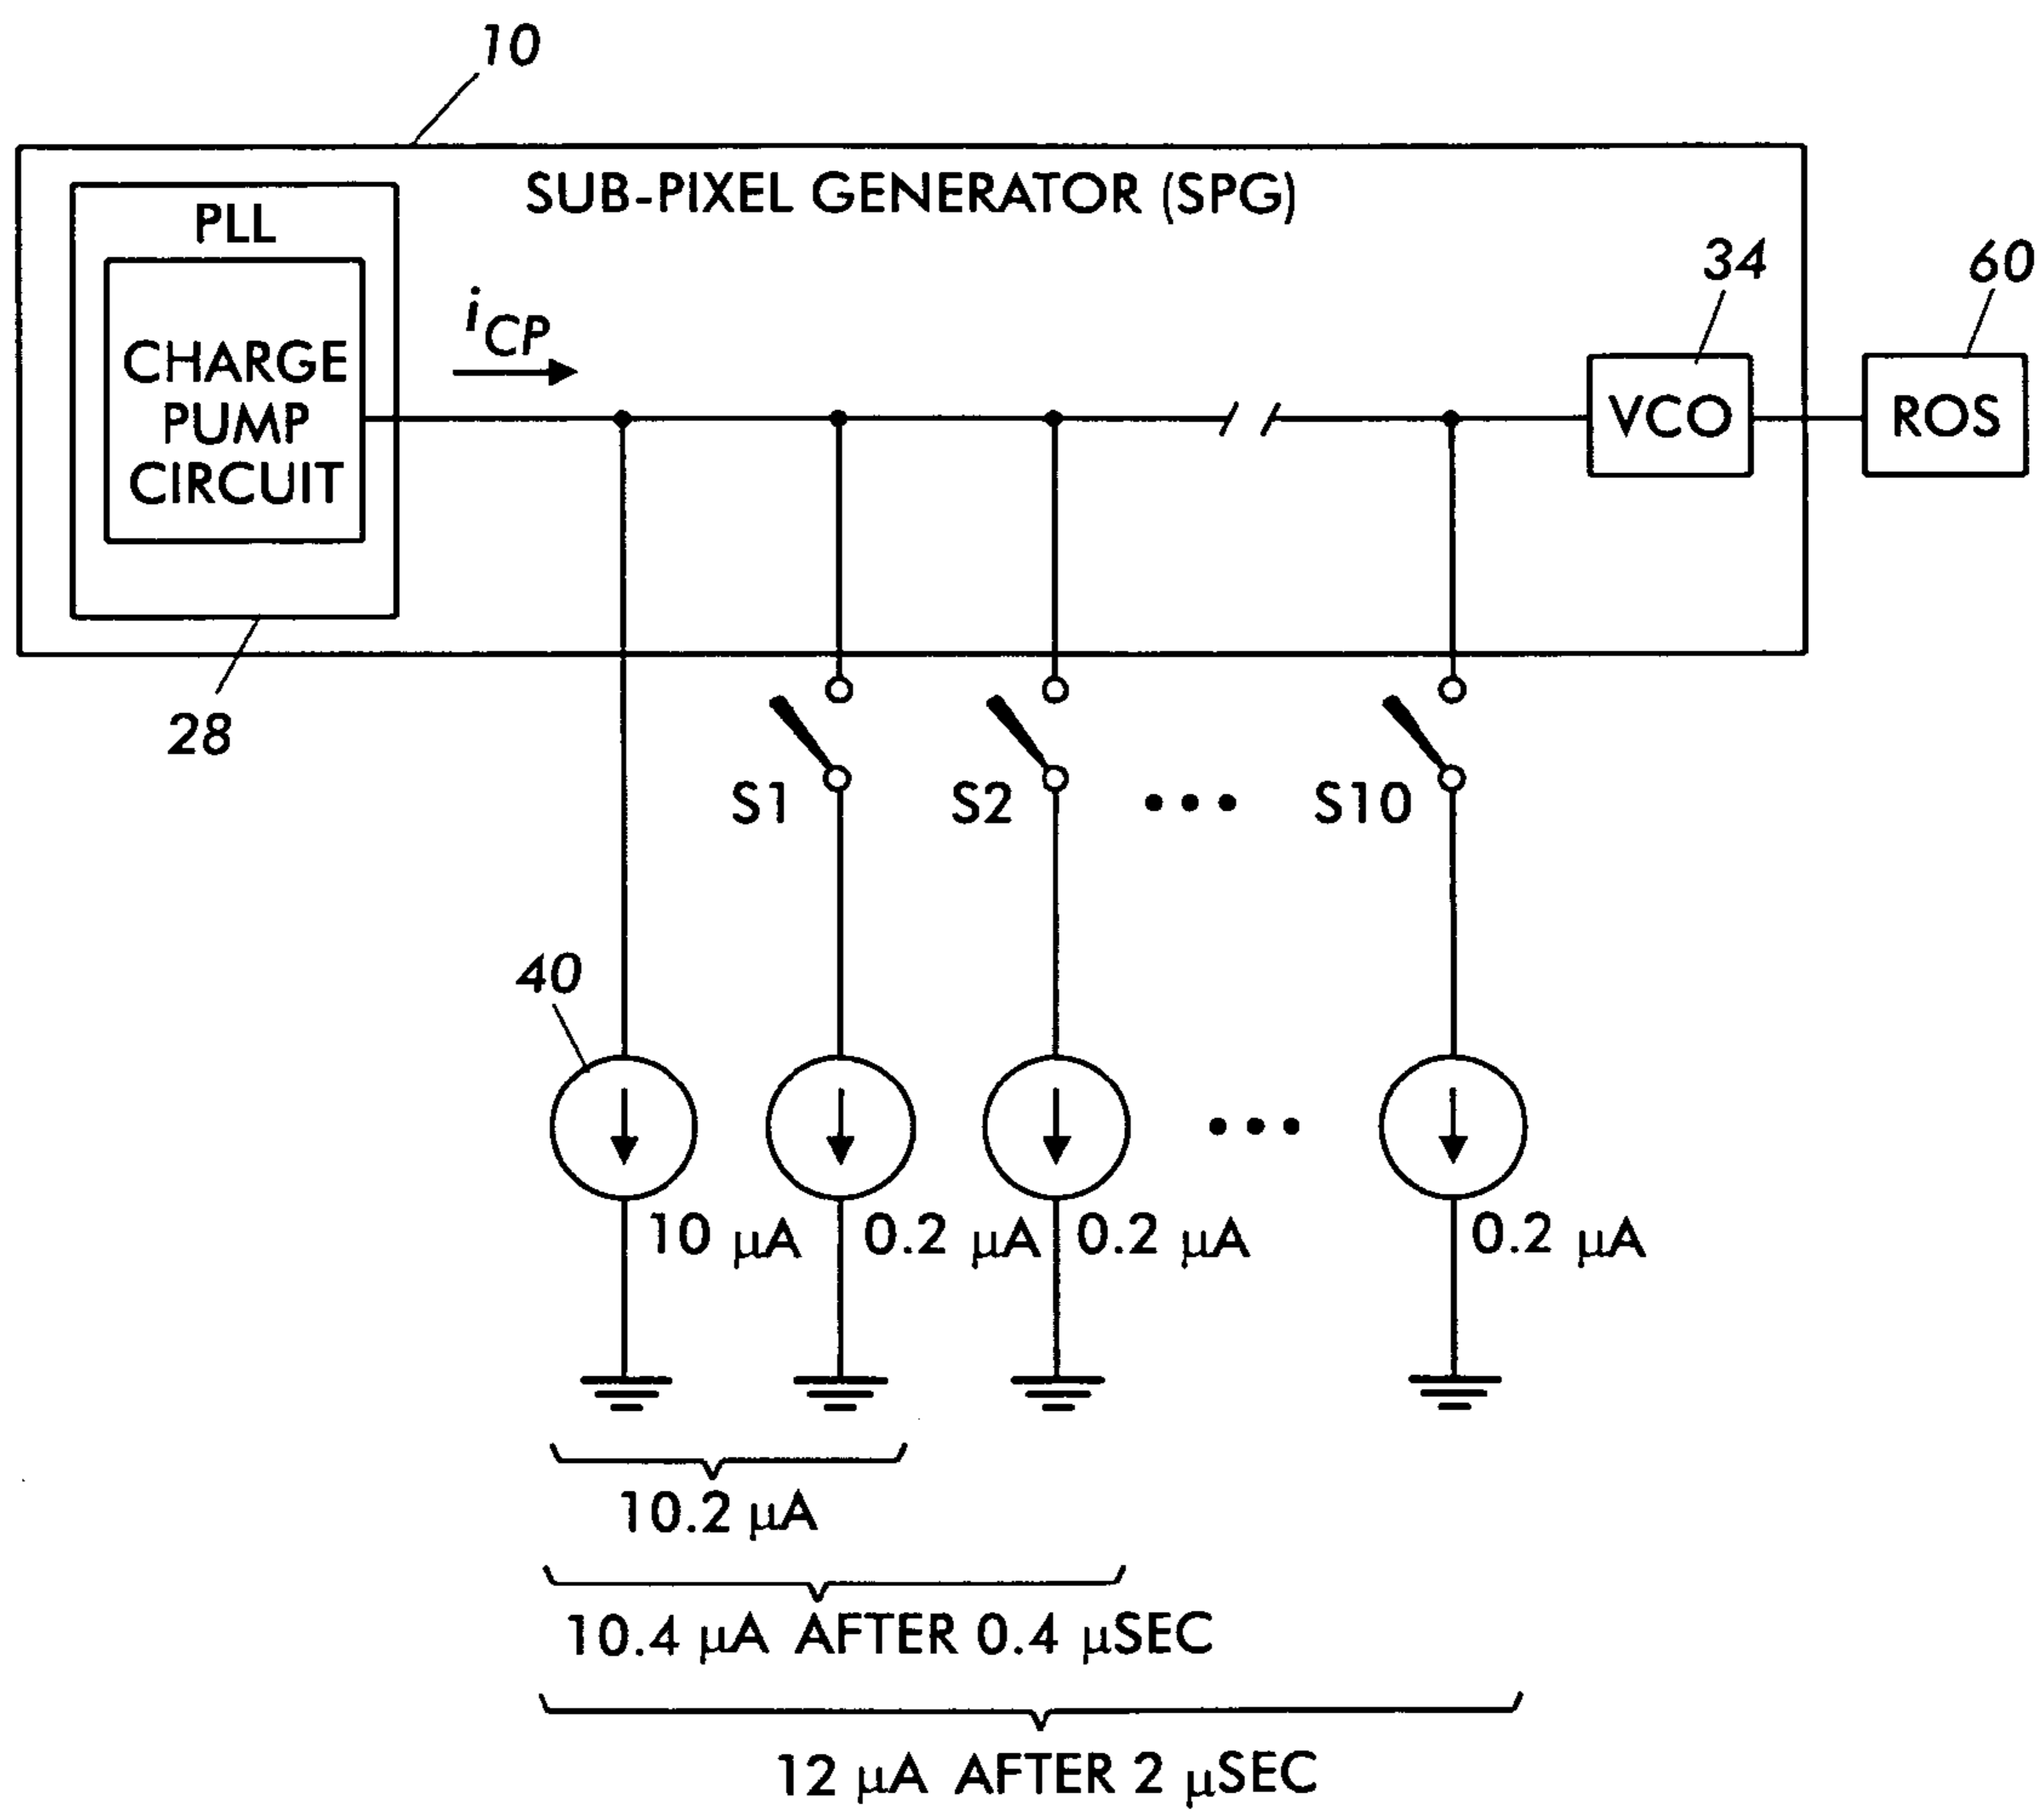 10
SUB-PIXEL GENERATOR (SPG)
PLL
34
60
iCP
CHARGE
PUMP
CIRCUIT
VCO
ROS
28
S1
S2
•••
S10
40
•••
10 µA
0.2 µA
0.2 µA
0.2 µA
10.2 µA
10.4 µA AFTER 0.4 µSEC
12 µA AFTER 2 µSEC